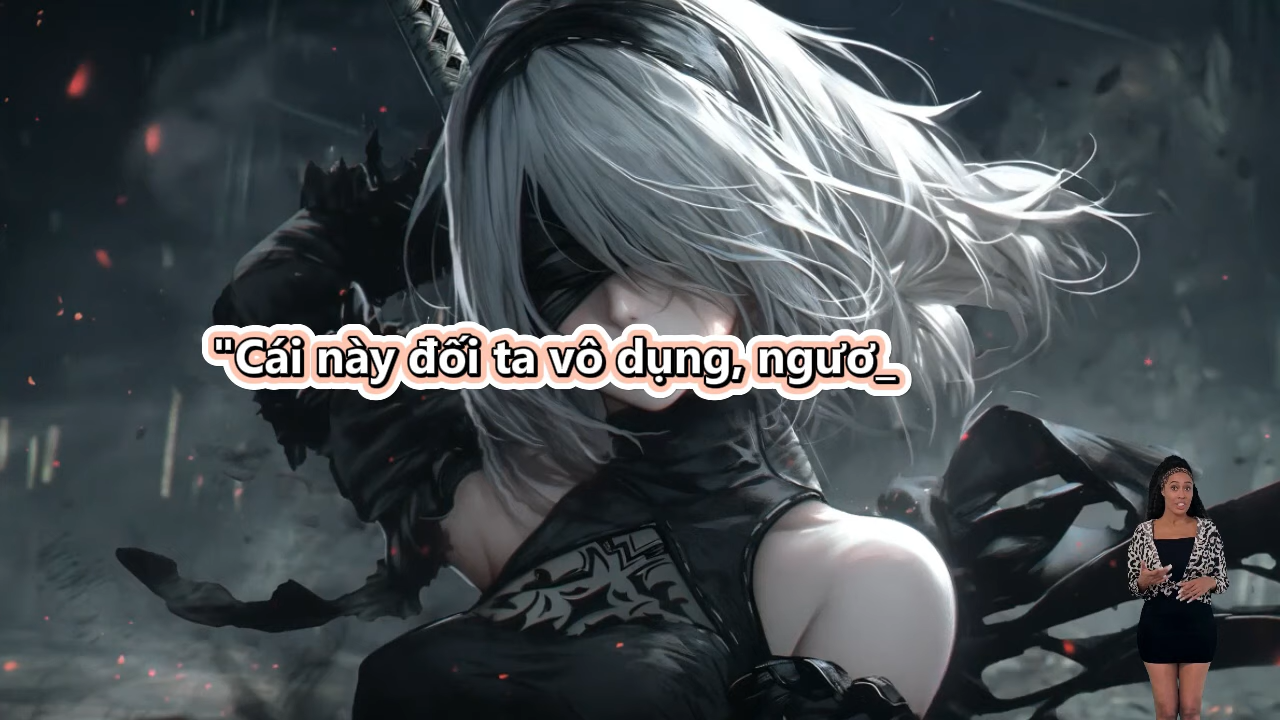 "Cái này đối ta vô dụng, ngươ_